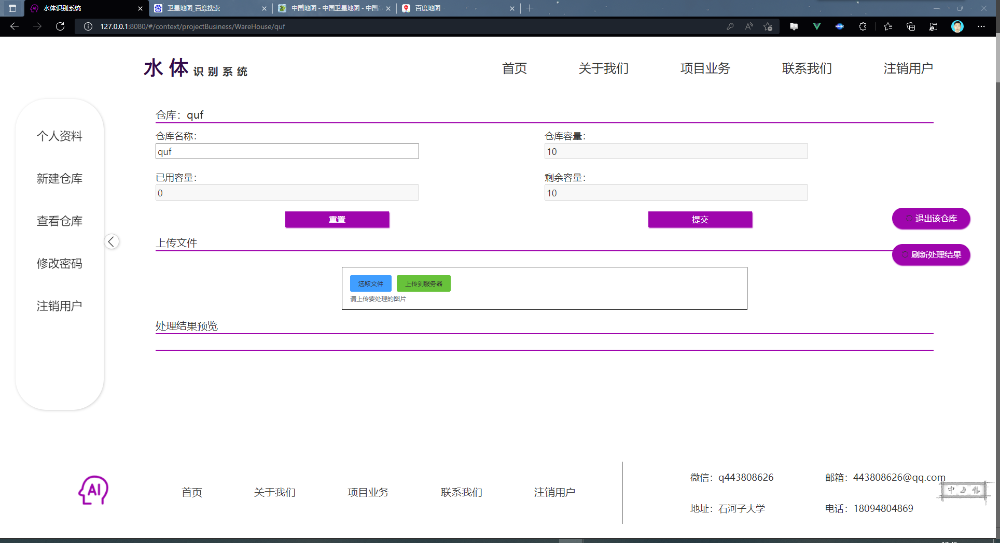 水体识别系统
卫星地图_百度搜索
中国地图 - 中国卫星地图 - 中国
百度地图
127.0.0.1:8080/#/context/projectBusiness/WareHouse/quf
水体识别系统
首页
关于我们
项目业务
联系我们
注销用户
个人资料
新建仓库
查看仓库
修改密码
注销用户
仓库：quf
仓库名称：
仓库容量：
quf
10
已用容量：
剩余容量：
0
10
重置
提交
退出该仓库
上传文件
刷新处理结果
选取文件
上传到服务器
请上传要处理的图片
处理结果预览
AI
首页
关于我们
项目业务
联系我们
注销用户
微信：q443808626
邮箱：443808626@qq.com
地址：石河子大学
电话：18094804869
中